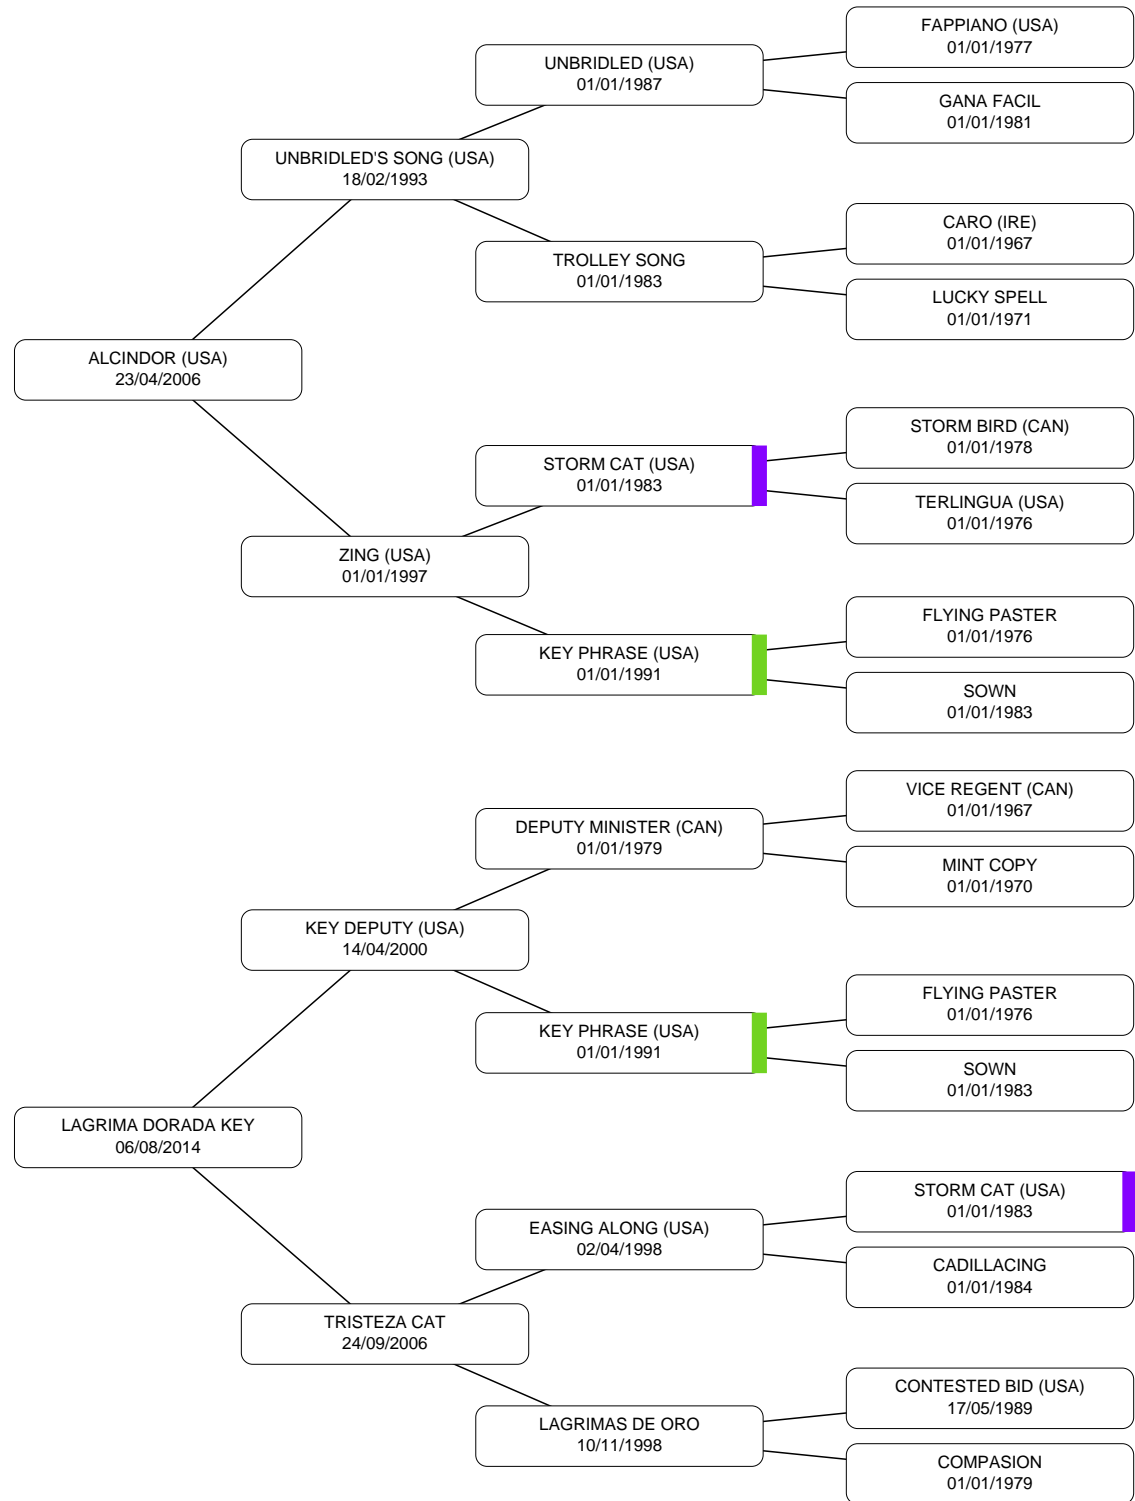 FAPPIANO (USA)
01/01/1977
UNBRIDLED (USA)
01/01/1987
GANA FACIL
01/01/1981
UNBRIDLED'S SONG (USA)
18/02/1993
CARO (IRE)
01/01/1967
TROLLEY SONG
01/01/1983
LUCKY SPELL
01/01/1971
ALCINDOR (USA)
23/04/2006
STORM BIRD (CAN)
01/01/1978
STORM CAT (USA)
01/01/1983
TERLINGUA (USA)
01/01/1976
ZING (USA)
01/01/1997
FLYING PASTER
01/01/1976
KEY PHRASE (USA)
01/01/1991
SOWN
01/01/1983
VICE REGENT (CAN)
01/01/1967
DEPUTY MINISTER (CAN)
01/01/1979
MINT COPY
01/01/1970
KEY DEPUTY (USA)
14/04/2000
FLYING PASTER
01/01/1976
KEY PHRASE (USA)
01/01/1991
SOWN
01/01/1983
LAGRIMA DORADA KEY
06/08/2014
STORM CAT (USA)
01/01/1983
EASING ALONG (USA)
02/04/1998
CADILLACING
01/01/1984
TRISTEZA CAT
24/09/2006
CONTESTED BID (USA)
17/05/1989
LAGRIMAS DE ORO
10/11/1998
COMPASION
01/01/1979